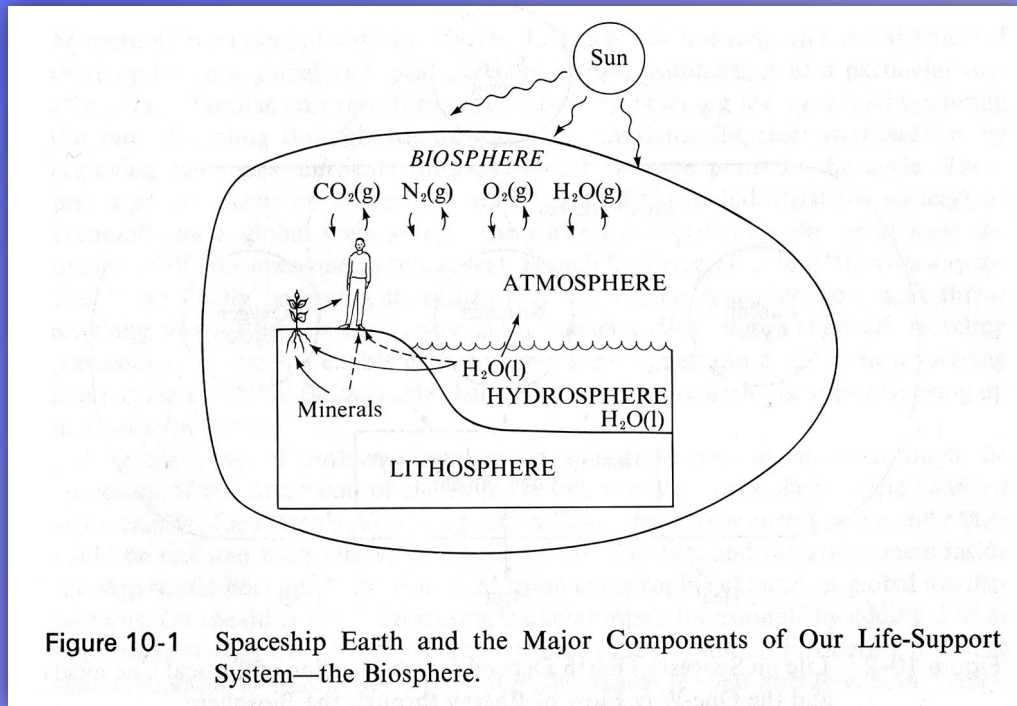 Sun
BIOSPHERE
CO₂(g) N₂(g) O₂(g) H₂O(g)
ATMOSPHERE
H₂O(l)
Minerals
HYDROSPHERE
H₂O(l)
LITHOSPHERE
Figure 10-1 Spaceship Earth and the Major Components of Our Life-Support
System—the Biosphere.